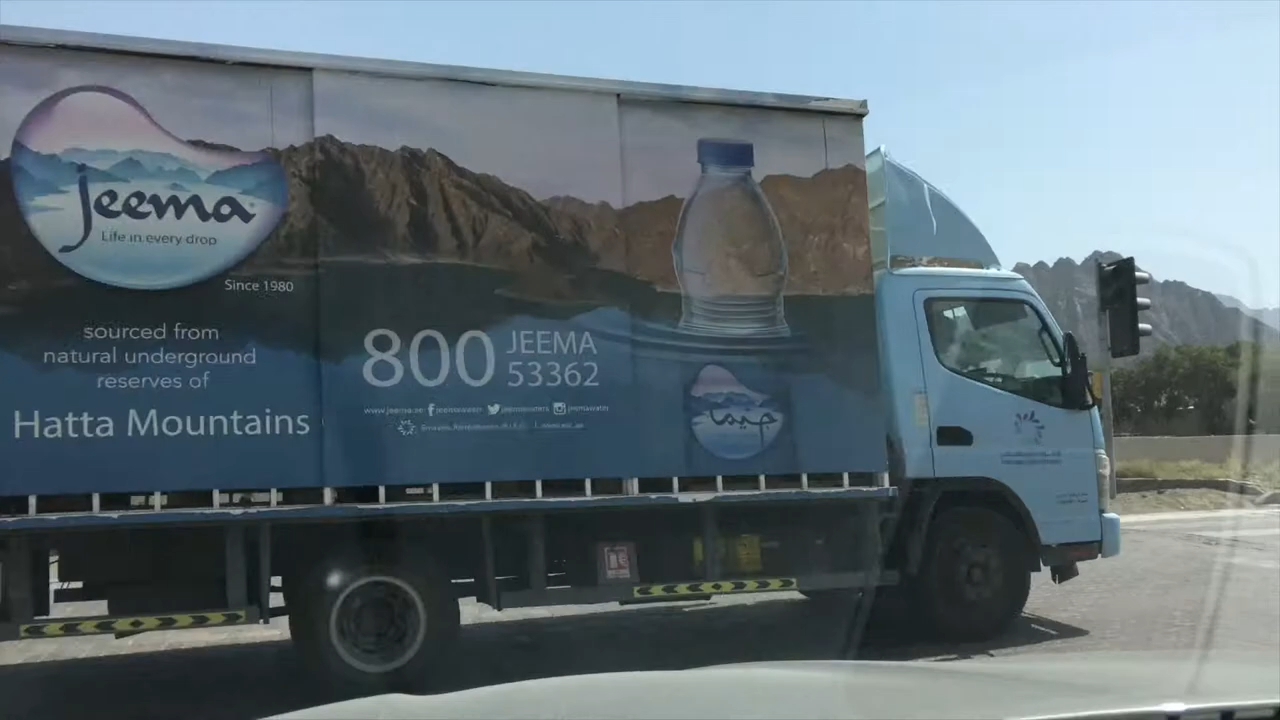 Jeema
Life in every drop
Since 1980
sourced from
natural underground
reserves of
Hatta Mountains
800 JEEMA
53362
www.jeema.ae
جيما